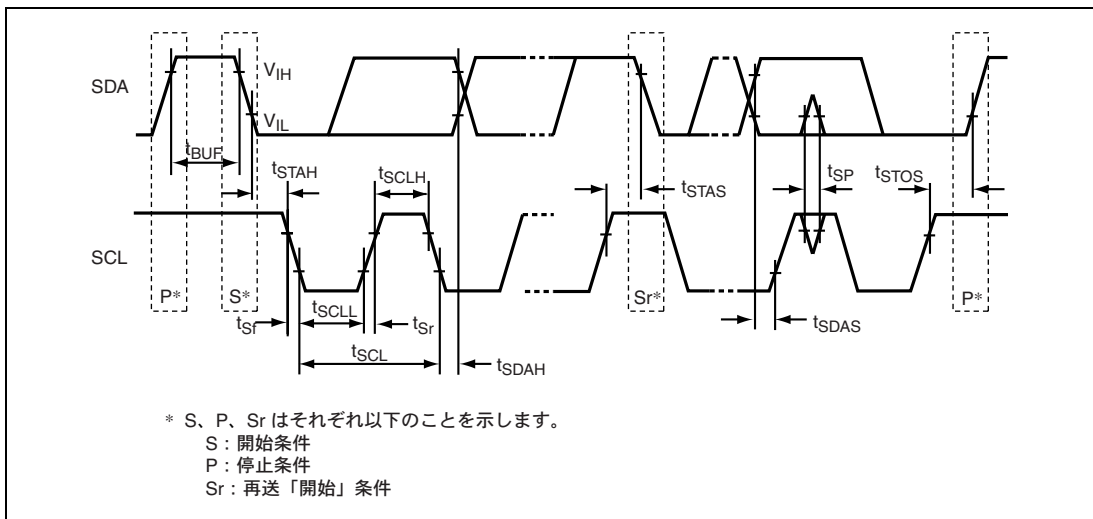 SDA
VIH
VIL
tBUF
tSTAH
tSCLH
tSTAS
tSP
tSTOS
SCL
P*
S*
Sr*
P*
tSf
tSCLL
tSr
tSCL
tSDAH
tSDAS
* S、P、Sr はそれぞれ以下のことを示します。
S：開始条件
P：停止条件
Sr：再送「開始」条件